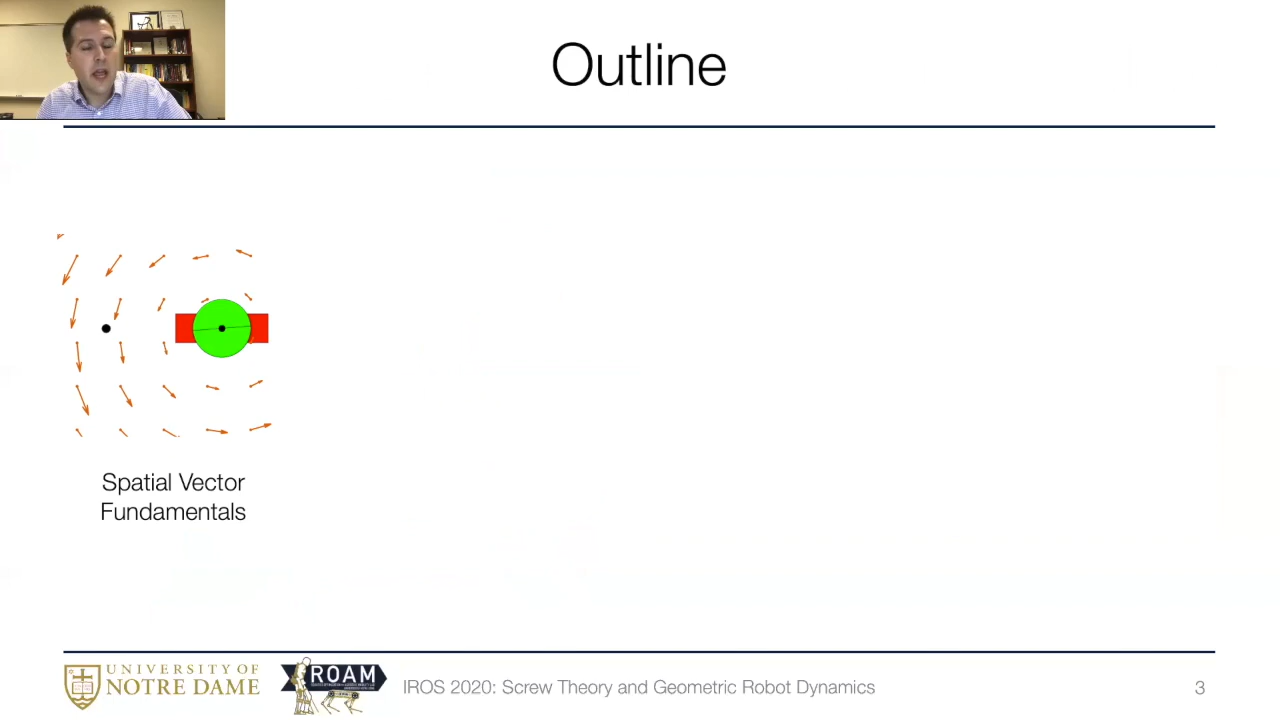 Outline
Spatial Vector
Fundamentals
UNIVERSITY OF
NOTRE DAME
ROAM
IROS 2020: Screw Theory and Geometric Robot Dynamics
3